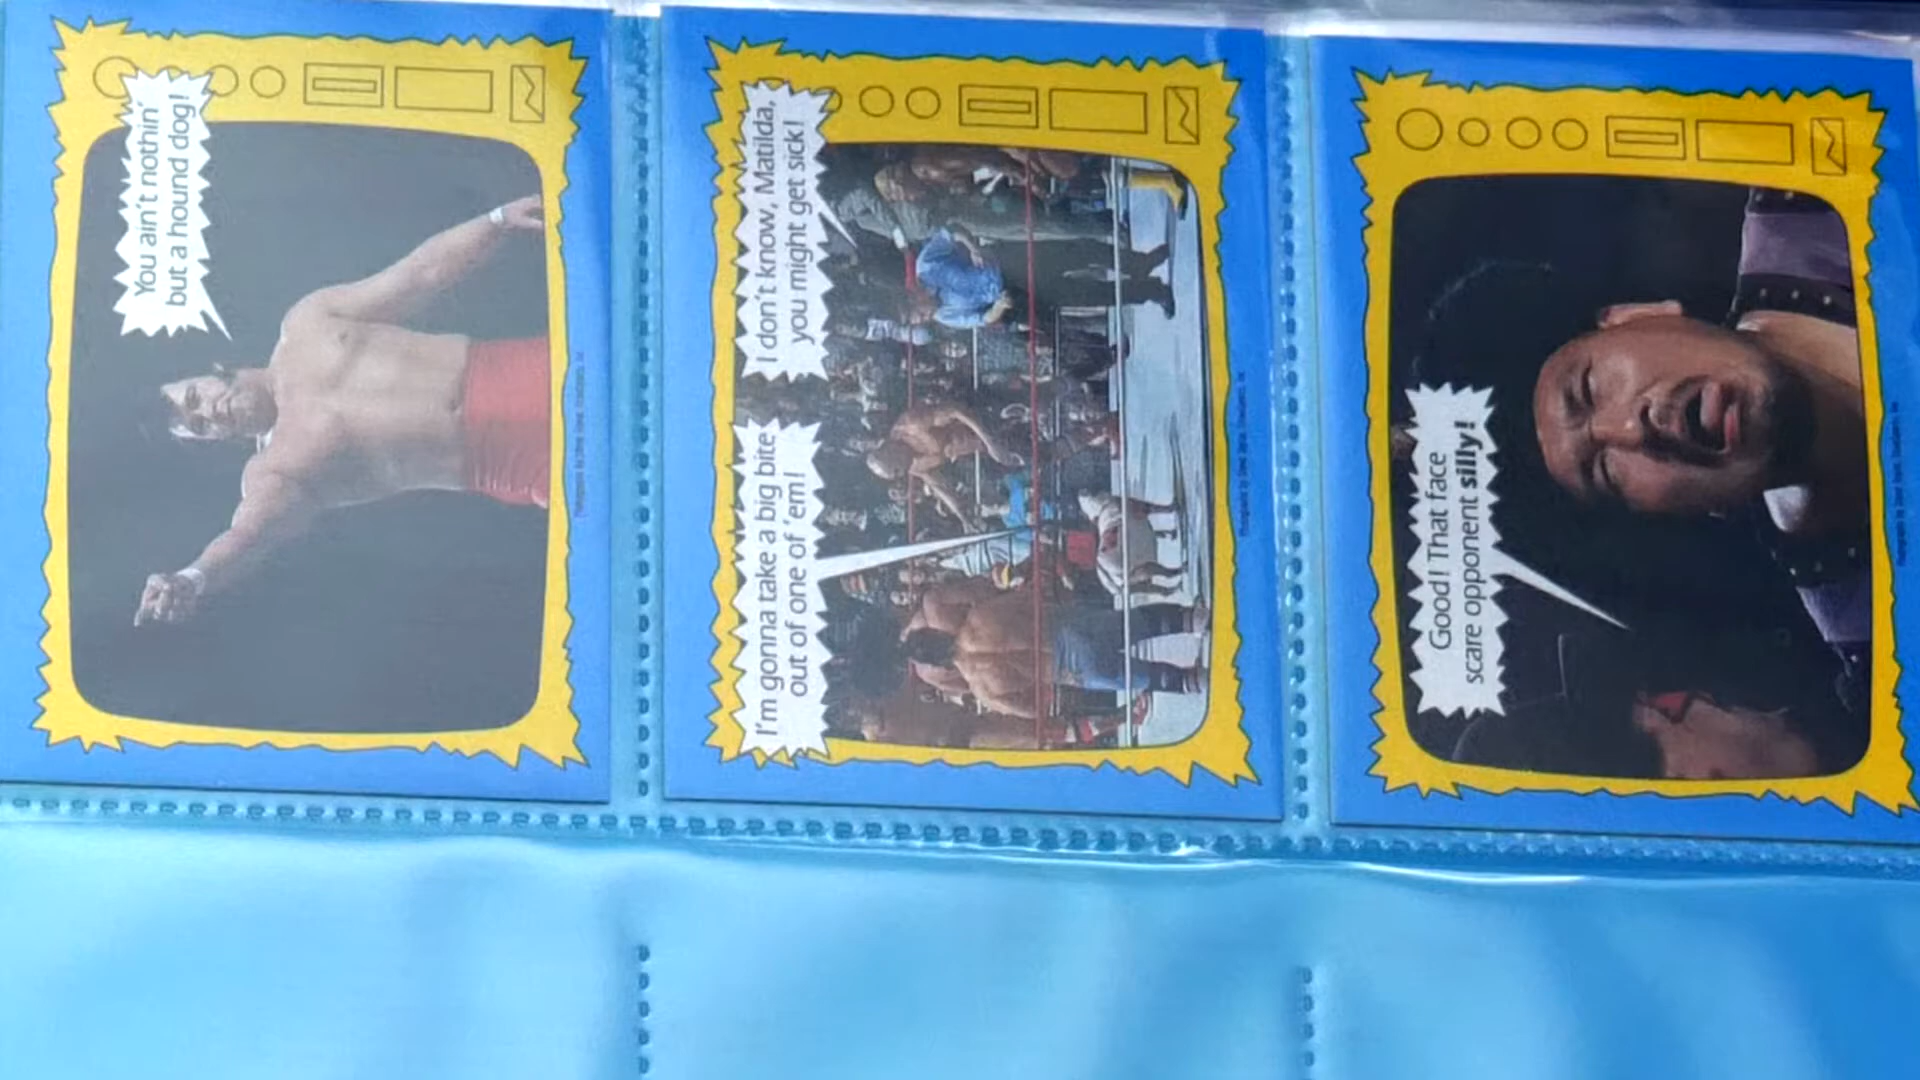 You ain't nothin'
but a hound dog!
I'm gonna take a big bite
out of one of 'em!
I don't know, Matilda,
you might get sick!
Good! That face
scare opponent silly!